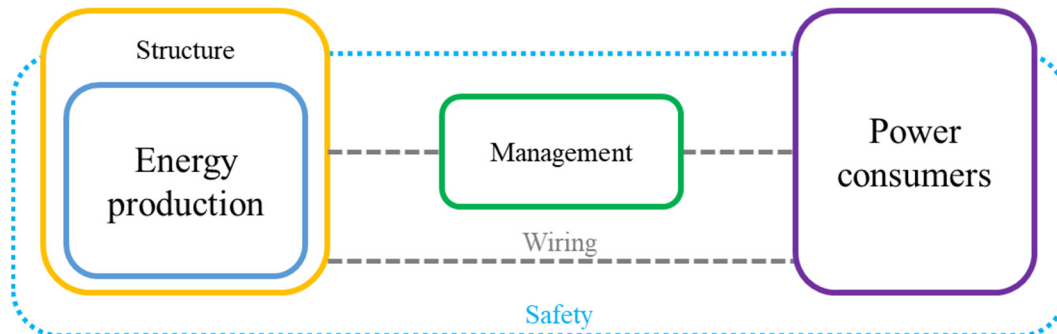 Structure
Energy
production
Management
Power
consumers
Wiring
Safety